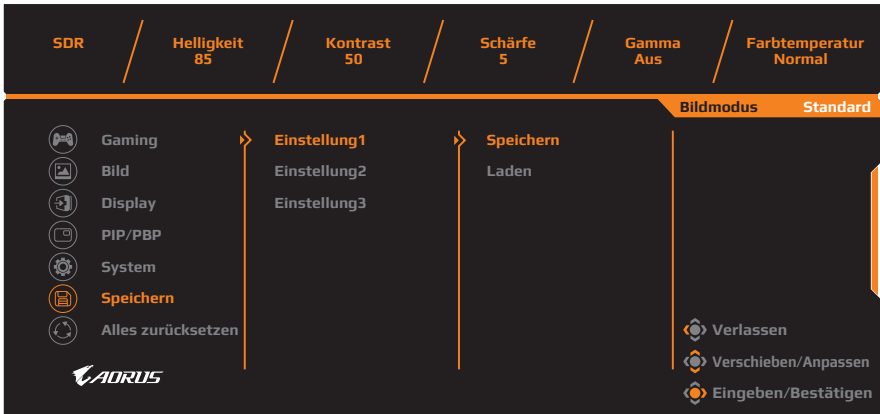 SDR
Helligkeit
85
Kontrast
50
Schärfe
5
Gamma
Aus
Farbtemperatur
Normal
Bildmodus Standard
Gaming
Bild
Display
PIP/PBP
System
Speichern
Alles zurücksetzen
Einstellung1
Einstellung2
Einstellung3
Speichern
Laden
Verlassen
Verschieben/Anpassen
Eingeben/Bestätigen
AORUS